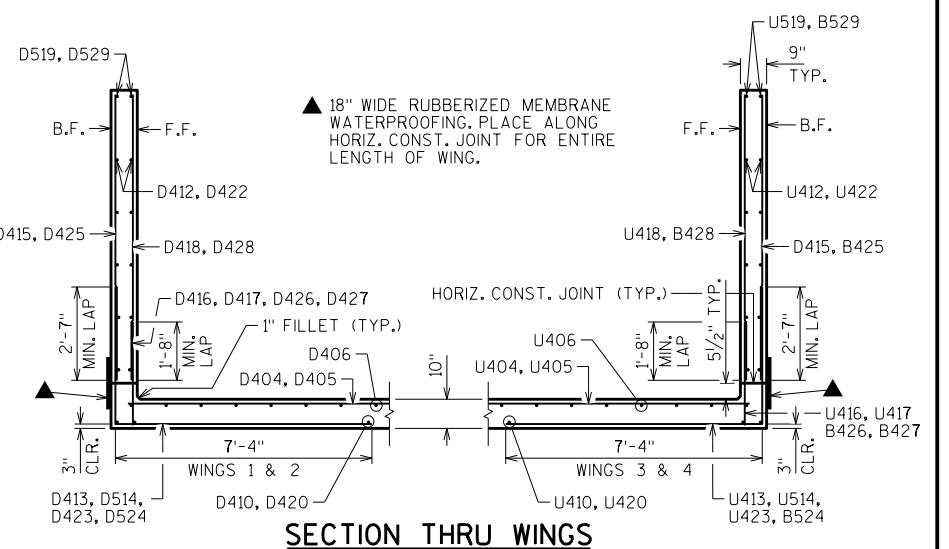 D519, D529
U519, B529
9"
TYP.
▲ 18" WIDE RUBBERIZED MEMBRANE
WATERPROOFING. PLACE ALONG
HORIZ. CONST. JOINT FOR ENTIRE
LENGTH OF WING.
B.F.
F.F.
F.F.
B.F.
D412, D422
U412, U422
D415, D425
D418, D428
U418, B428
D415, B425
D416, D417, D426, D427
HORIZ. CONST. JOINT (TYP.)
1" FILLET (TYP.)
2'-7"
MIN. LAP
1'-8"
MIN.
LAP
D406
D404, D405
10"
U406
U404, U405
1'-8"
MIN.
LAP
5 1/2" TYP.
2'-7"
MIN. LAP
U416, U417
B426, B427
3"
CLR.
7'-4"
WINGS 1 & 2
7'-4"
WINGS 3 & 4
3"
CLR.
D413, D514,
D423, D524
D410, D420
U410, U420
U413, U514,
U423, B524
SECTION THRU WINGS